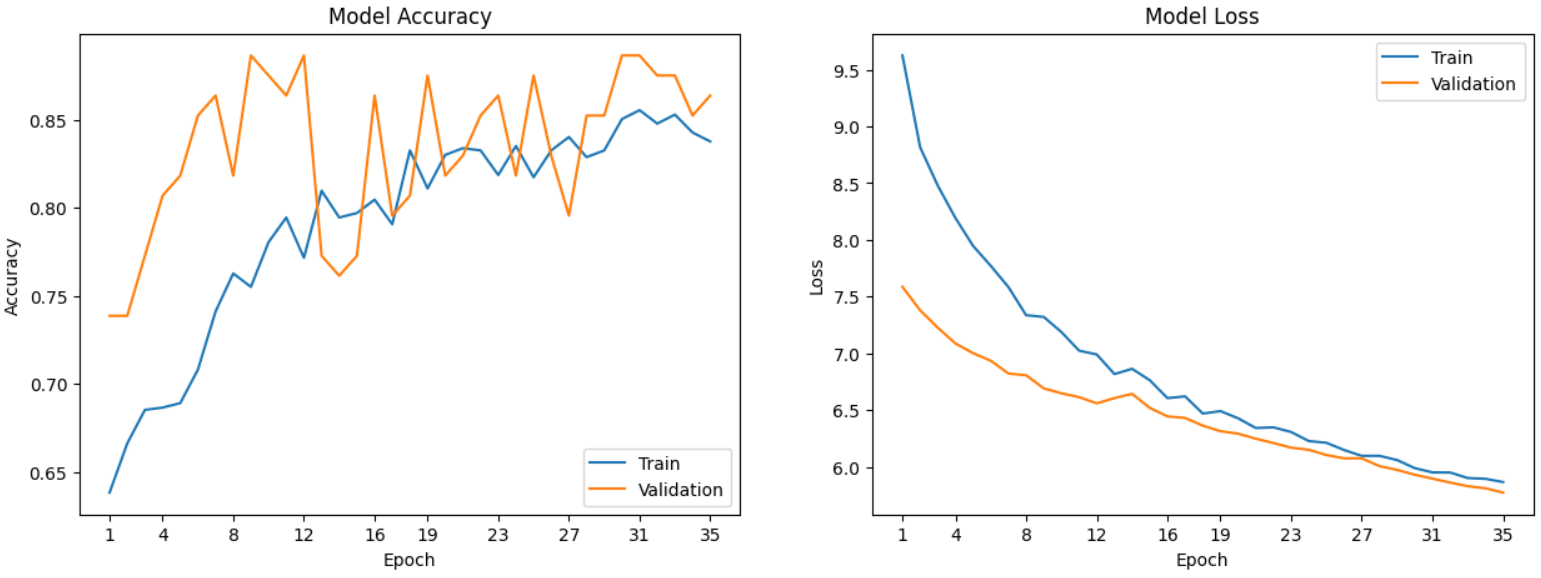 Model Accuracy
Accuracy
0.85
0.80
0.75
0.70
0.65
Train
Validation
1 4 8 12 16 19 23 27 31 35
Epoch
Model Loss
Loss
9.5
9.0
8.5
8.0
7.5
7.0
6.5
6.0
Train
Validation
1 4 8 12 16 19 23 27 31 35
Epoch